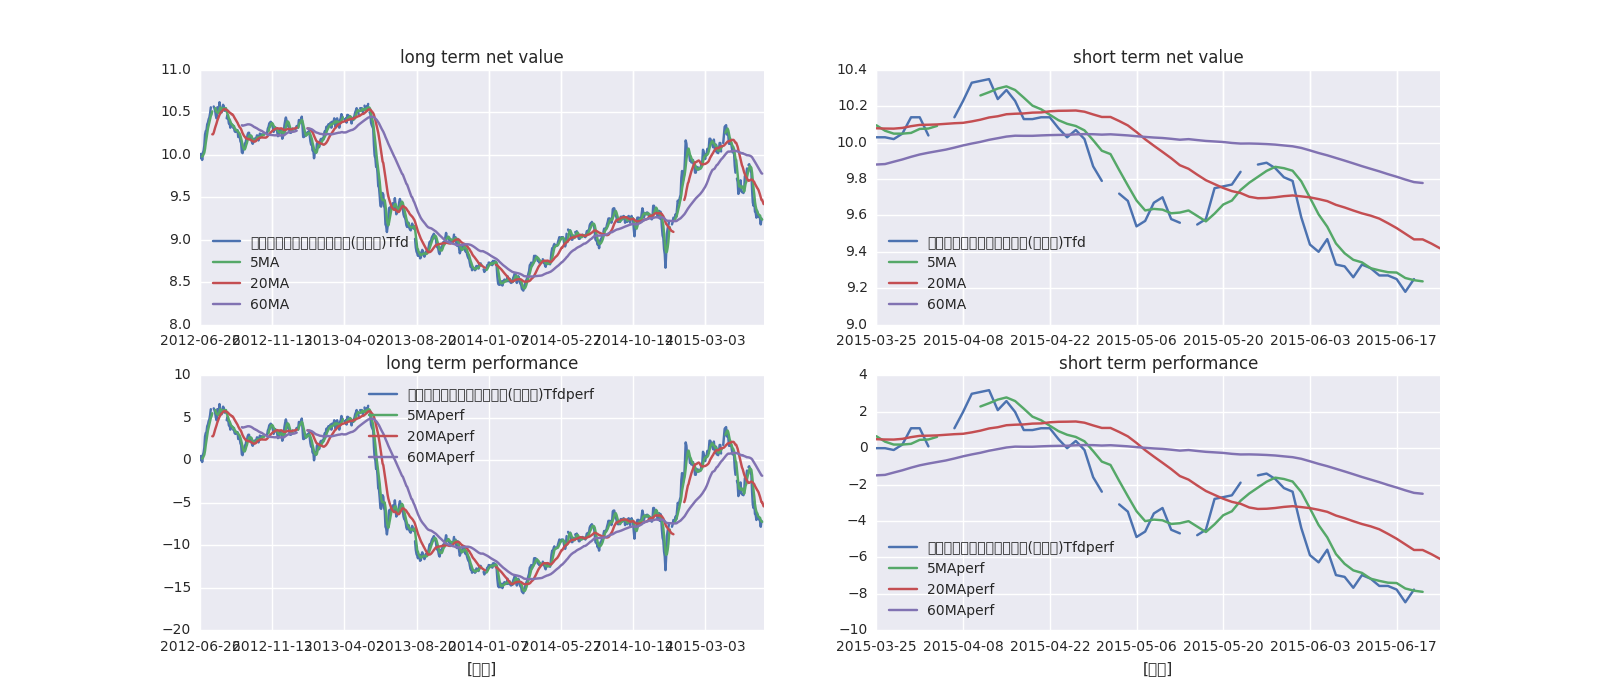 long term net value
11.0
10.5
10.0
9.5
9.0
8.5
8.0
Tfd
5MA
20MA
60MA
2012-06-26 2012-11-13 2013-04-02 2013-08-20 2014-01-07 2014-05-27 2014-10-14 2015-03-03
short term net value
10.4
10.2
10.0
9.8
9.6
9.4
9.2
9.0
Tfd
5MA
20MA
60MA
2015-03-25 2015-04-08 2015-04-22 2015-05-06 2015-05-20 2015-06-03 2015-06-17
long term performance
10
5
0
−5
−10
−15
−20
Tfdperf
5MAperf
20MAperf
60MAperf
2012-06-26 2012-11-13 2013-04-02 2013-08-20 2014-01-07 2014-05-27 2014-10-14 2015-03-03
short term performance
4
2
0
−2
−4
−6
−8
−10
Tfdperf
5MAperf
20MAperf
60MAperf
2015-03-25 2015-04-08 2015-04-22 2015-05-06 2015-05-20 2015-06-03 2015-06-17